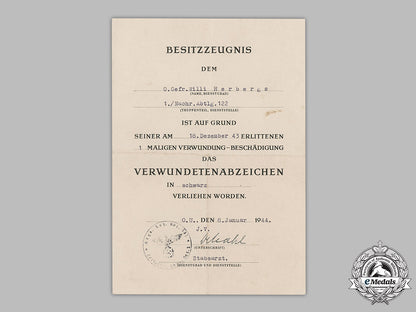 BESITZZEUGNIS
DEM
O.Gefr. Willi Herbergs
(NAME, DIENSTGRAD)
1./Nachr.Abtlg.122
(TRUPPENTEIL, DIENSTSTELLE)
IST AUF GRUND
SEINER AM 16.Dezember 43 ERLITTENEN
1 MALIGEN VERWUNDUNG – BESCHÄDIGUNG
DAS
VERWUNDETENABZEICHEN
IN schwarz
VERLIEHEN WORDEN.
O.U., DEN 6.Januar 1944.
J.V.
(UNTERSCHRIFT)
Stabsarzt.
(DIENSTGRAD UND DIENSTSTELLE)
eMedals